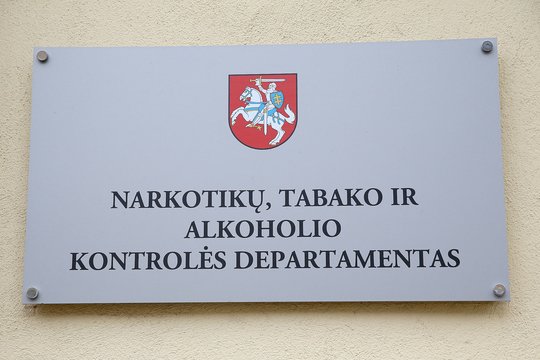 NARKOTIKŲ, TABAKO IR
ALKOHOLIO
KONTROLĖS DEPARTAMENTAS